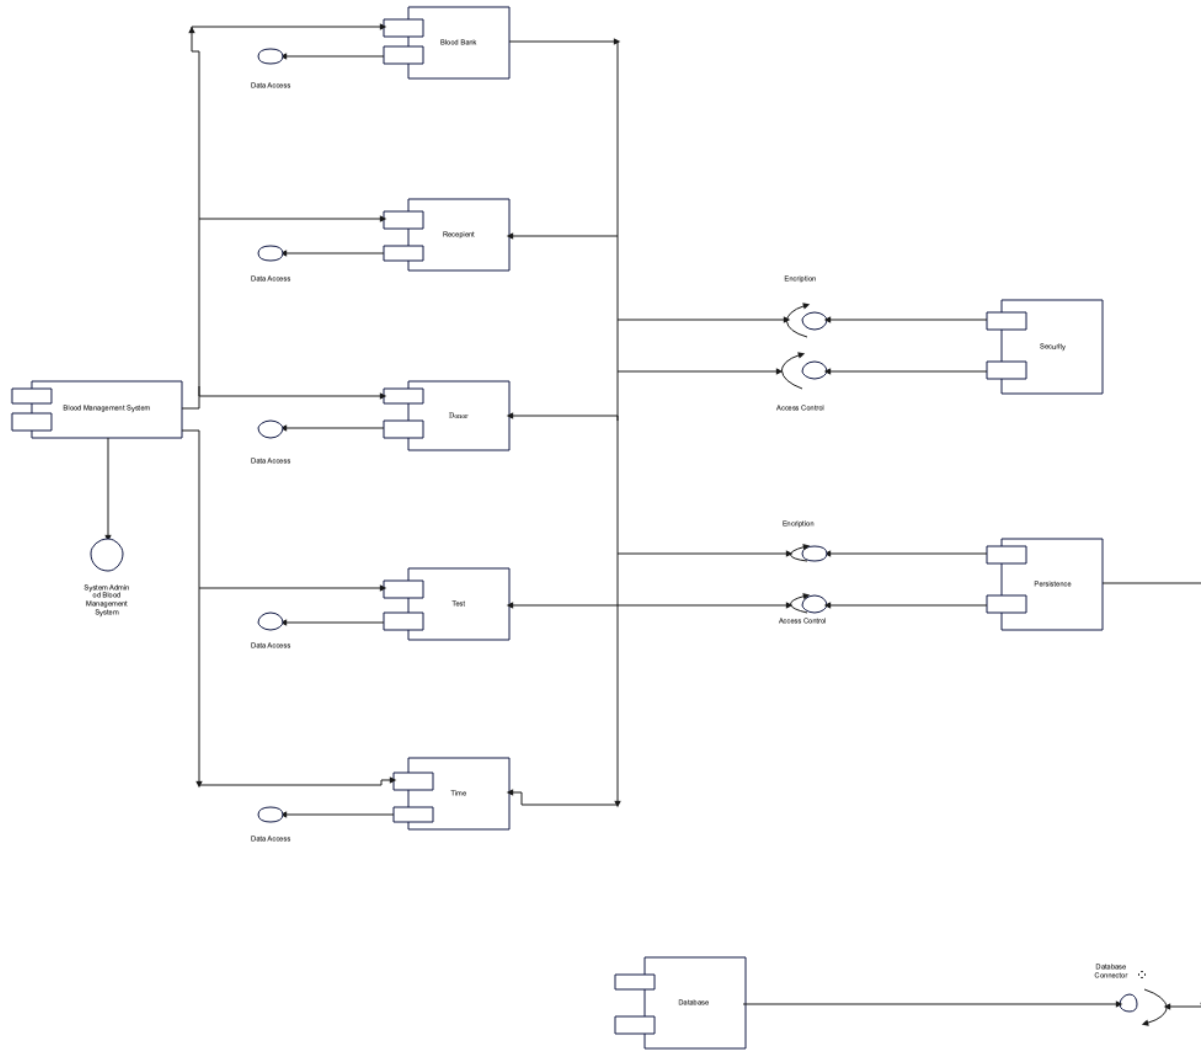 Blood Bank
Data Access
Recepient
Data Access
Encription
Security
Access Control
Blood Management System
Donar
Data Access
System Admin
od Blood
Management
System
Encription
Persistence
Access Control
Test
Data Access
Time
Data Access
Database
Connector
Database